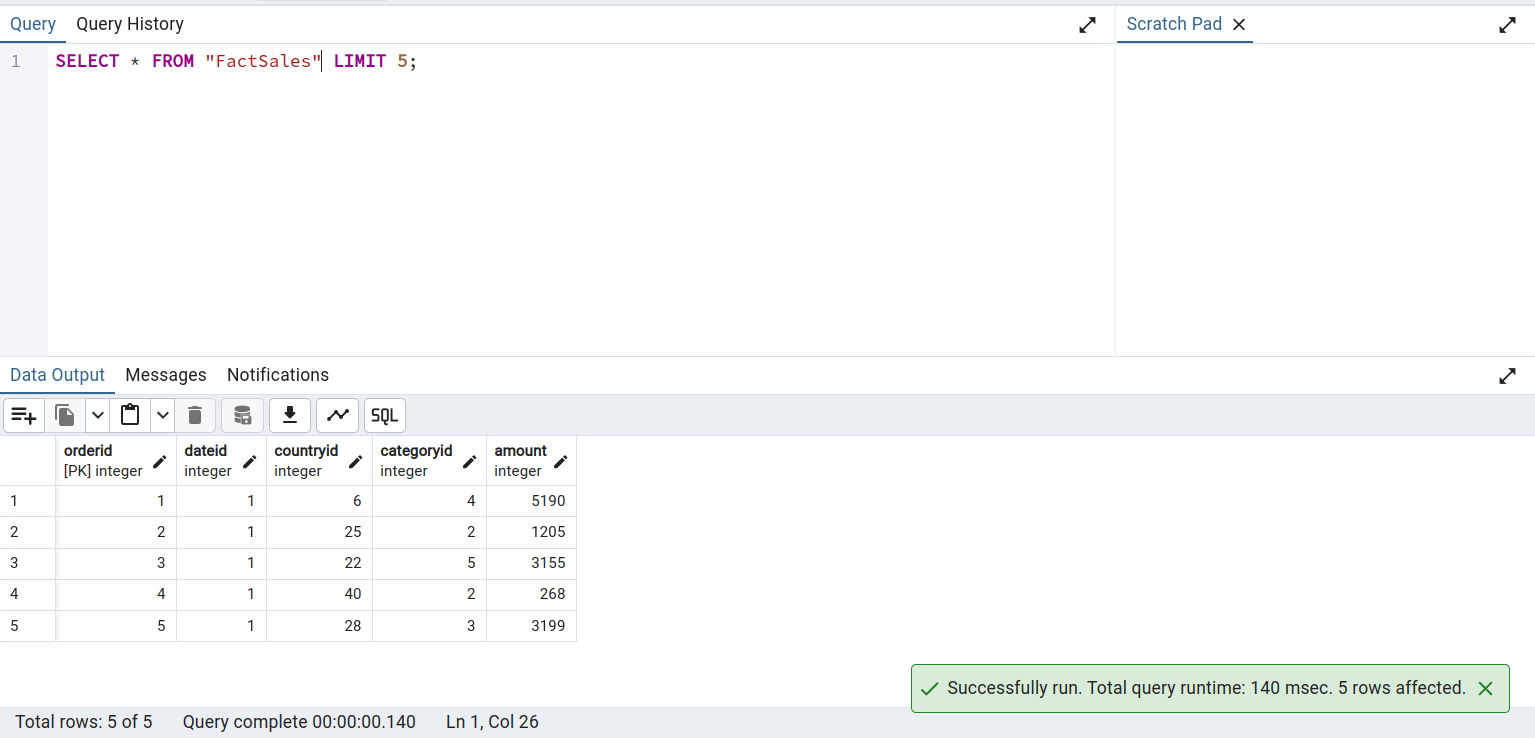 Query Query History Scratch Pad
1 SELECT * FROM "FactSales" LIMIT 5;
Data Output Messages Notifications
SQL
orderid dateid countryid categoryid amount
[PK] integer integer integer integer integer
1 1 1 6 4 5190
2 2 1 25 2 1205
3 3 1 22 5 3155
4 4 1 40 2 268
5 5 1 28 3 3199
Successfully run. Total query runtime: 140 msec. 5 rows affected.
Total rows: 5 of 5 Query complete 00:00:00.140 Ln 1, Col 26